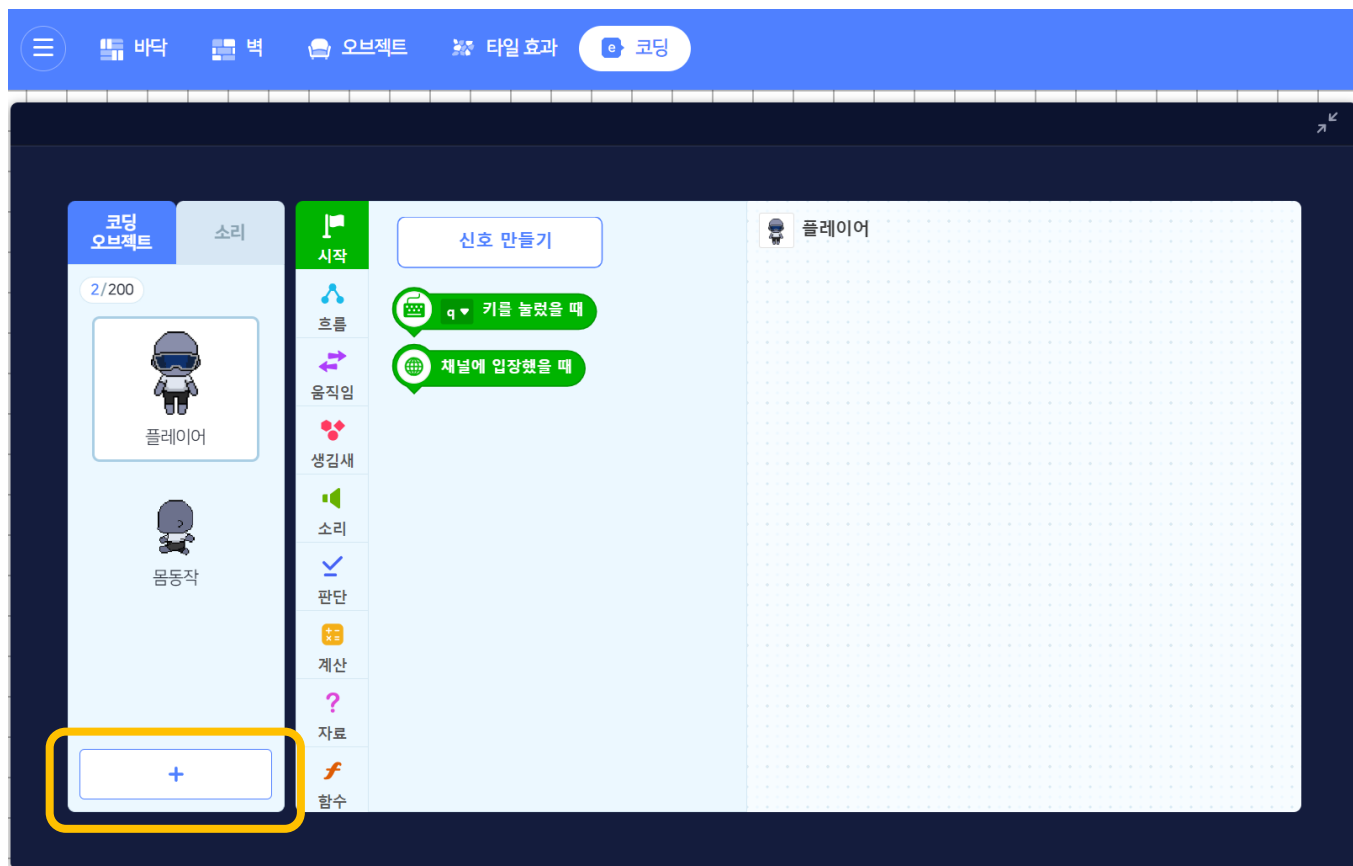 바닥
벽
오브젝트
타일 효과
e
코딩
코딩
오브젝트
소리
2/200
플레이어
몸동작
+
시작
흐름
움직임
생김새
소리
판단
계산
?
자료
f
함수
신호 만들기
q 키를 눌렀을 때
채널에 입장했을 때
플레이어